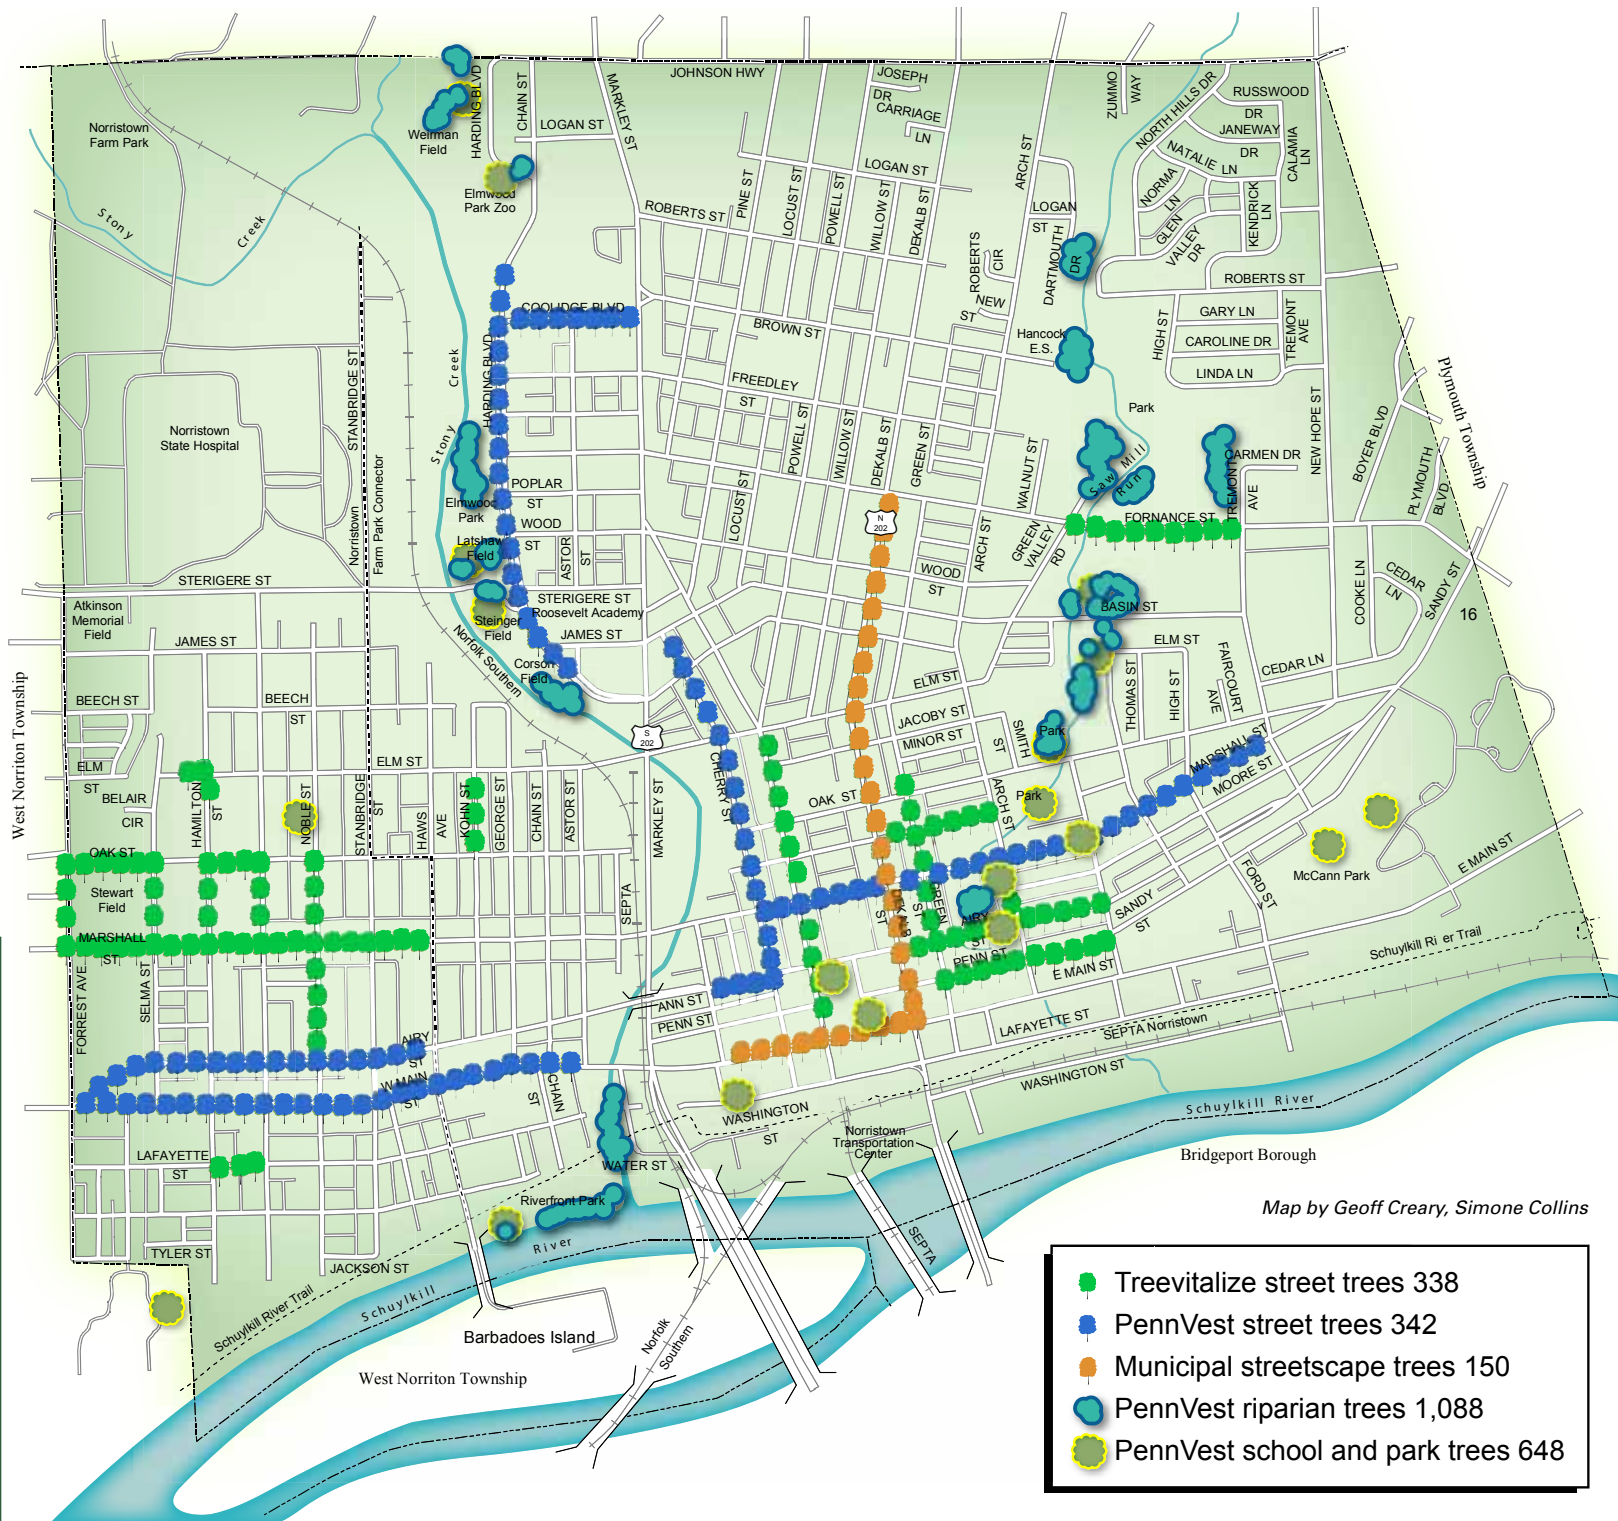 JOHNSON HWY
JOSEPH
DR
CARRIAGE
LN
ZUMMO
WAY
NORTH HILLS DR
RUSSWOOD
DR
JANEWAY
DR
CALAMIA
LN
NATALIE
LN
NORMA
LN
GLEN
VALLEY
DR
KENDRICK
LN
Norristown
Farm Park
Weirman
Field
HARDING BLVD
CHAIN ST
MARKLEY ST
LOGAN ST
Elmwood
Park Zoo
Stony
Creek
ROBERTS ST
PINE ST
LOCUST ST
POWELL ST
WILLOW ST
DEKALB ST
LOGAN ST
ARCH ST
LOGAN
ST
ROBERTS
CIR
DARTMOUTH
DR
NEW
ST
ROBERTS ST
GARY LN
CAROLINE DR
LINDA LN
HIGH ST
TREMONT
AVE
Hancock
E.S.
COOLIDGE BLVD
BROWN ST
FREEDLEY
ST
HARDING BLVD
Creek
Stony
STANBRIDGE ST
Norristown
State Hospital
Norristown
Farm Park Connector
Elmwood
Park
POPLAR
ST
WOOD
ST
ASTOR
ST
Latshaw
Field
LOCUST ST
POWELL ST
WILLOW ST
DEKALB ST
GREEN ST
WALNUT ST
ARCH ST
GREEN
VALLEY
RD
N
202
WOOD
ST
Park
Saw Mill
Run
CARMEN DR
TREMONT
AVE
FORNANCE ST
NEW HOPE ST
BOYER BLVD
PLYMOUTH
BLVD
Plymouth Township
COOKE LN
CEDAR
LN
SANDY ST
16
STERIGERE ST
Atkinson
Memorial
Field
JAMES ST
STERIGERE ST
Roosevelt Academy
JAMES ST
Steinger
Field
Corson
Field
Norfolk Southern
BASIN ST
ELM ST
THOMAS ST
HIGH ST
FAIRCOURT
AVE
CEDAR LN
West Norriton Township
BEECH ST
BEECH
ST
ELM
ST
BELAIR
CIR
HAMILTON
ST
NOBLE ST
STANBRIDGE
ST
ELM ST
HAWS
AVE
KOHN ST
GEORGE ST
CHAIN ST
ASTOR ST
MARKLEY ST
S
202
CHERRY ST
ELM ST
JACOBY ST
MINOR ST
SMITH
ST
Park
OAK ST
ARCH ST
Park
MARSHALL ST
MOORE ST
McCann Park
E MAIN ST
FORD ST
OAK ST
Stewart
Field
MARSHALL
ST
FORREST AVE
SELMA ST
SEPTA
DEKALB
ST
GREEN
ST
AIRY
ST
PENN ST
E MAIN ST
SANDY
ST
ANN ST
PENN ST
LAFAYETTE ST
SEPTA Norristown
Schuylkill Ri er Trail
AIRY
ST
W MAIN
ST
CHAIN
ST
LAFAYETTE
ST
WASHINGTON
ST
WASHINGTON ST
Norristown
Transportation
Center
WATER ST
Riverfront Park
Schuylkill River
Bridgeport Borough
TYLER ST
JACKSON ST
Schuylkill River Trail
Schuylkill
River
Barbadoes Island
Norfolk
Southern
SEPTA
West Norriton Township
Map by Geoff Creary, Simone Collins
Treevitalize street trees 338
PennVest street trees 342
Municipal streetscape trees 150
PennVest riparian trees 1,088
PennVest school and park trees 648